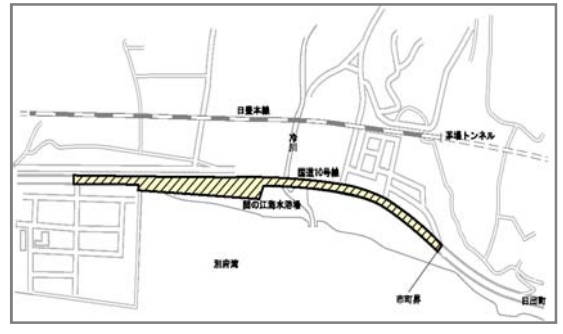 日豊本線
茅場トンネル
冷川
国道10号線
関の江海水浴場
別府湾
市町界
日出町